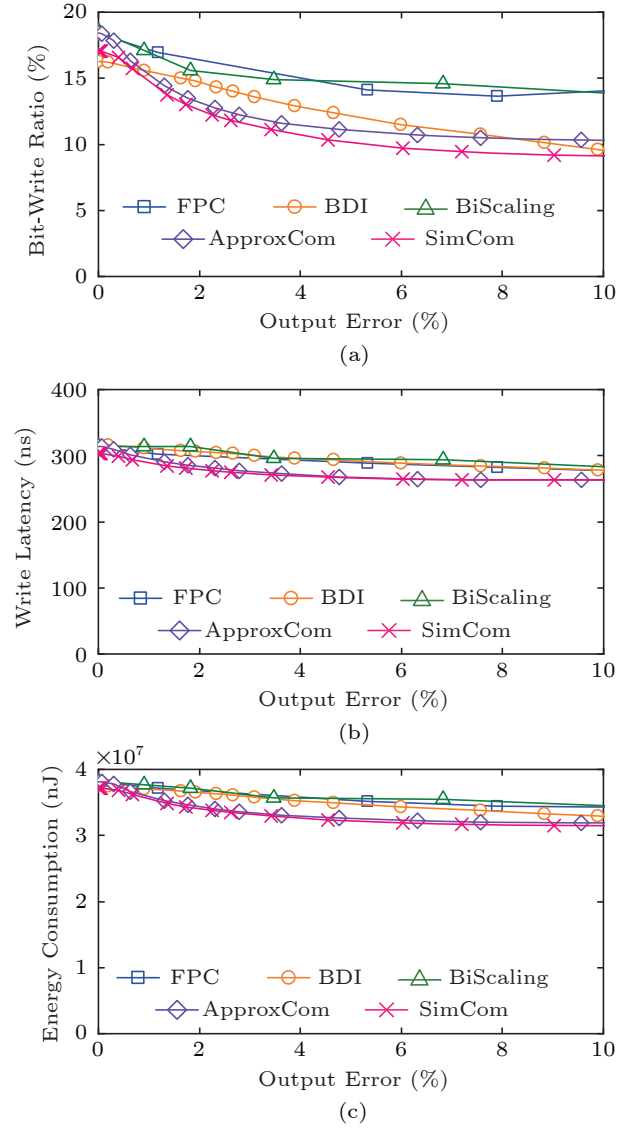 20
15
10
5
0
Bit-Write Ratio (%)
FPC BDI BiScaling
ApproxCom SimCom
0 2 4 6 8 10
Output Error (%)
(a)
400
300
200
100
0
Write Latency (ns)
FPC BDI BiScaling
ApproxCom SimCom
0 2 4 6 8 10
Output Error (%)
(b)
×10⁷
4
3
2
1
0
Energy Consumption (nJ)
FPC BDI BiScaling
ApproxCom SimCom
0 2 4 6 8 10
Output Error (%)
(c)